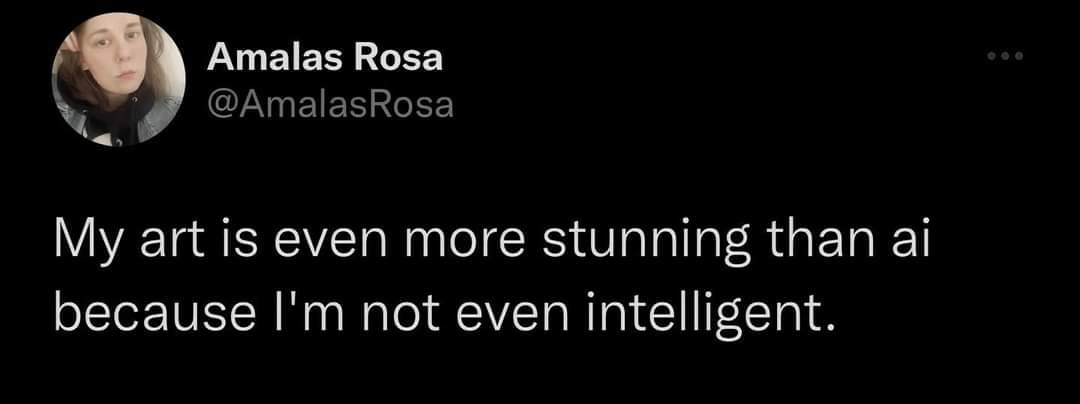 Amalas Rosa
@AmalasRosa
My art is even more stunning than ai
because I'm not even intelligent.